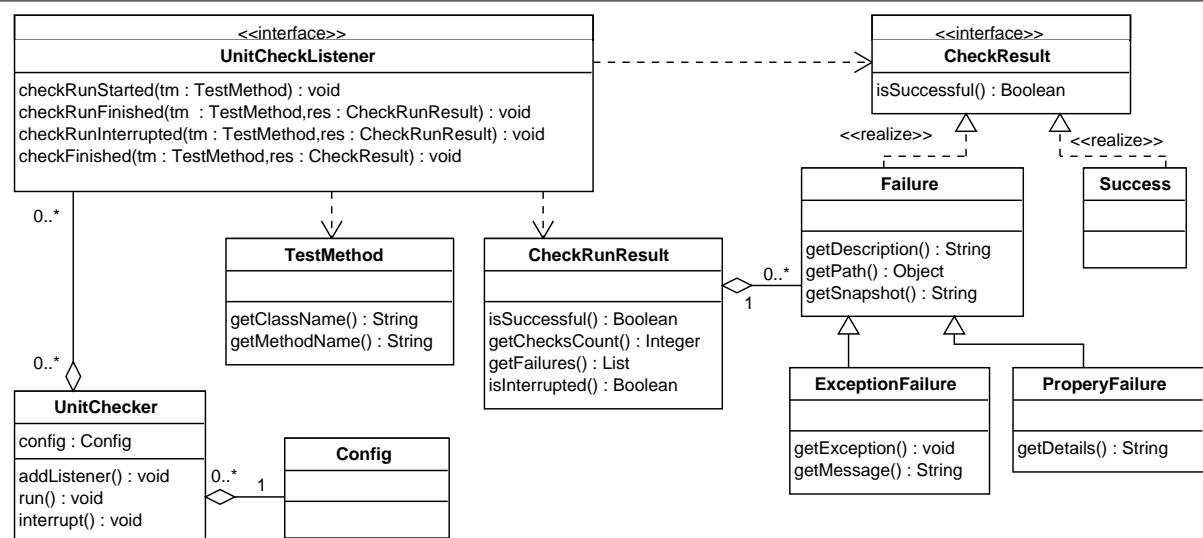 <<interface>>
UnitCheckListener
checkRunStarted(tm : TestMethod) : void
checkRunFinished(tm : TestMethod,res : CheckRunResult) : void
checkRunInterrupted(tm : TestMethod,res : CheckRunResult) : void
checkFinished(tm : TestMethod,res : CheckResult) : void
<<interface>>
CheckResult
isSuccessful() : Boolean
<<realize>>
<<realize>>
Failure
getDescription() : String
getPath() : Object
getSnapshot() : String
Success
0..*
TestMethod
getClassName() : String
getMethodName() : String
CheckRunResult
isSuccessful() : Boolean
getChecksCount() : Integer
getFailures() : List
isInterrupted() : Boolean
0..*
1
0..*
UnitChecker
config : Config
addListener() : void
run() : void
interrupt() : void
0..*
1
Config
ExceptionFailure
getException() : void
getMessage() : String
ProperyFailure
getDetails() : String